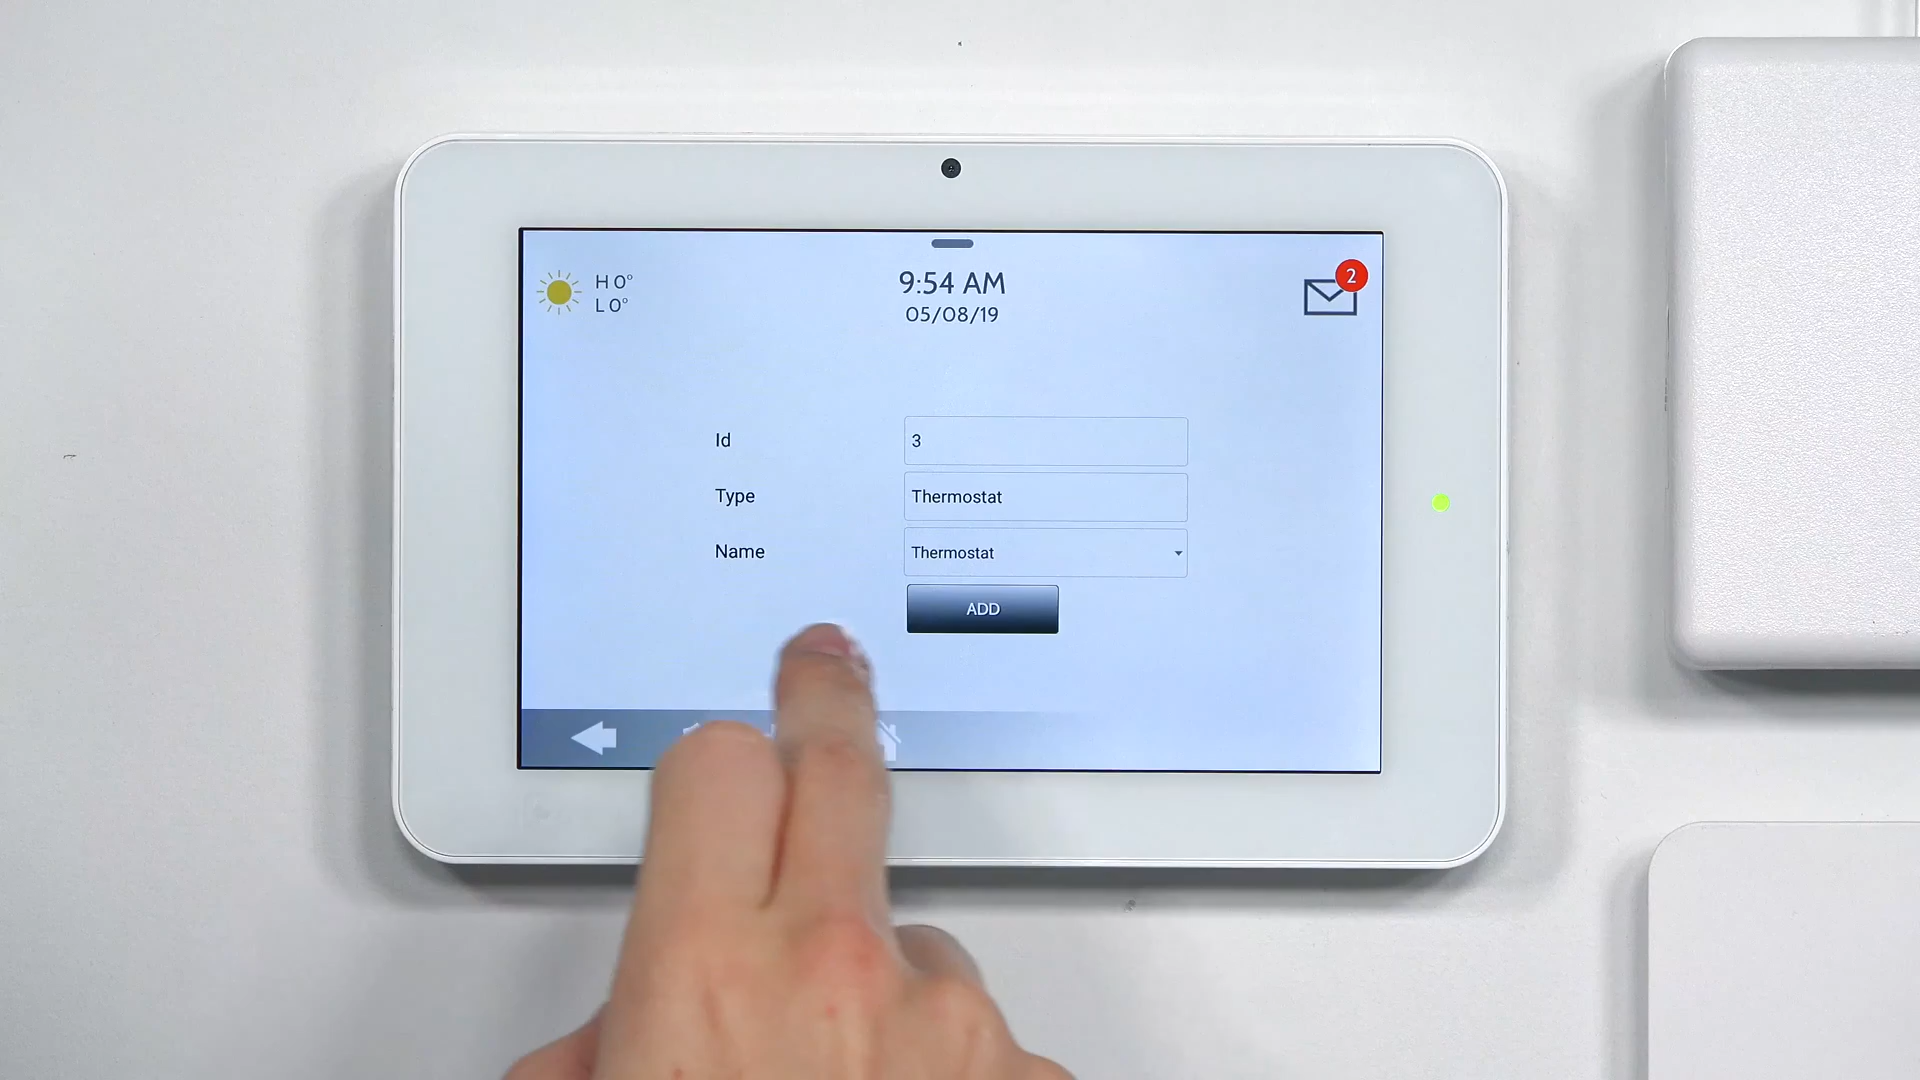 H 0°
L 0°
9:54 AM
05/08/19
2
Id
3
Type
Thermostat
Name
Thermostat
ADD